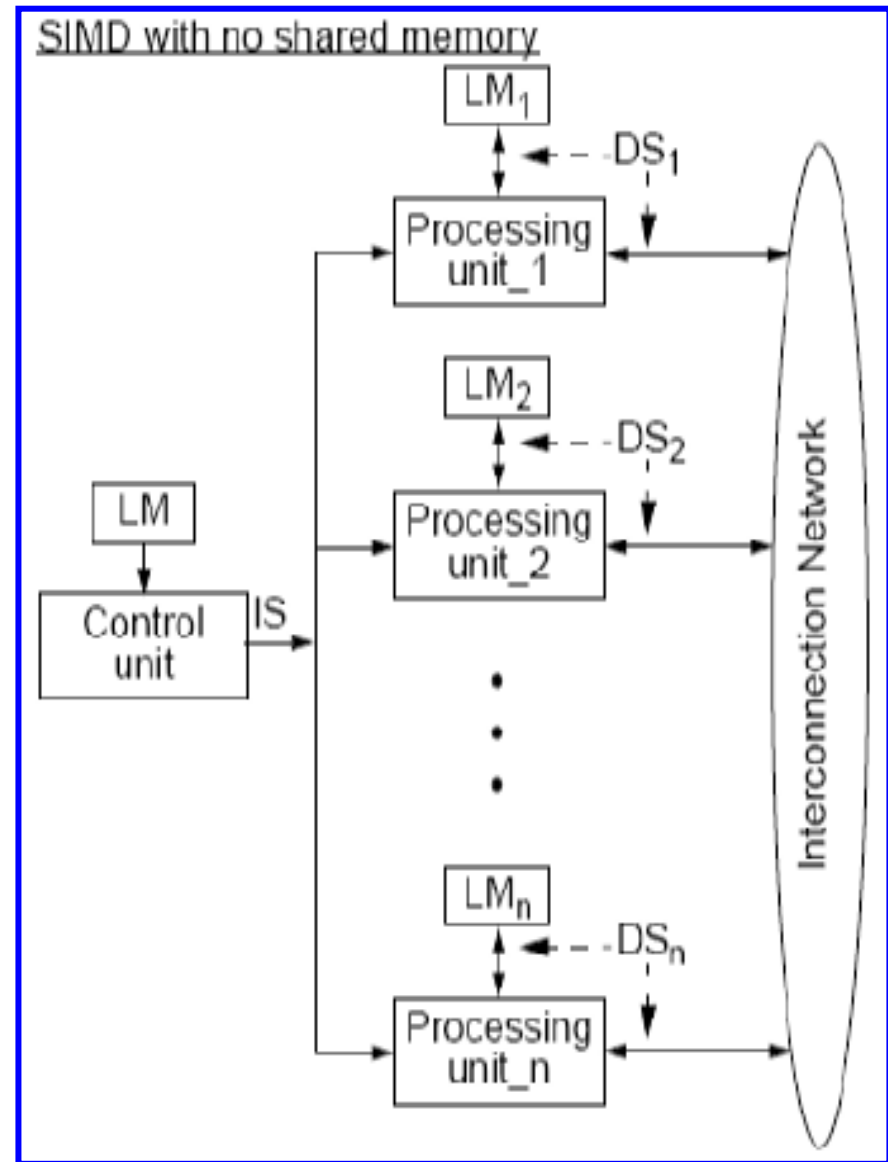 SIMD with no shared memory
LM₁
DS₁
Processing
unit_1
LM₂
DS₂
Processing
unit_2
LM
Control
unit
IS
Interconnection Network
LMₙ
DSₙ
Processing
unit_n